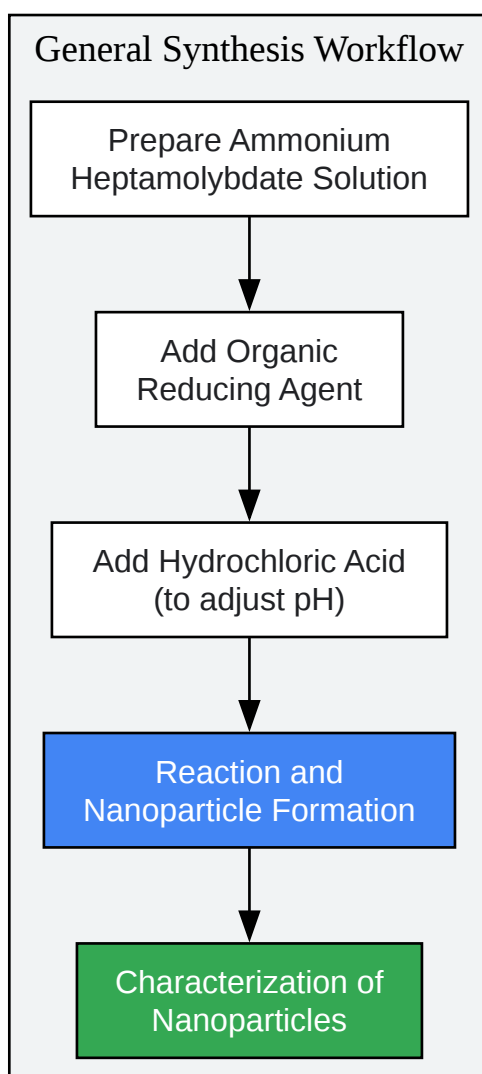 General Synthesis Workflow
Prepare Ammonium
Heptamolybdate Solution
Add Organic
Reducing Agent
Add Hydrochloric Acid
(to adjust pH)
Reaction and
Nanoparticle Formation
Characterization of
Nanoparticles